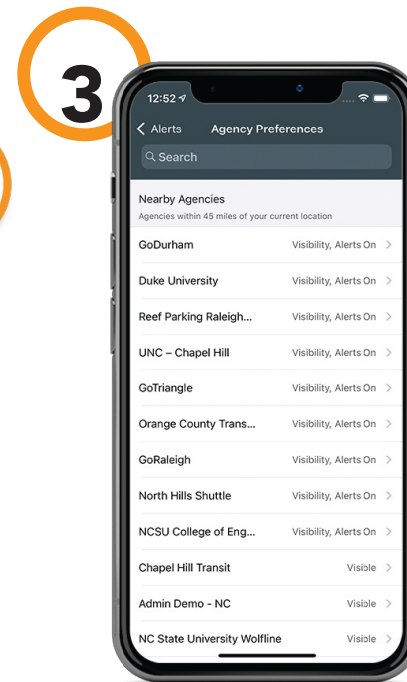 3
12:52
Alerts Agency Preferences
Search
Nearby Agencies
Agencies within 45 miles of your current location
GoDurham Visibility, Alerts On
Duke University Visibility, Alerts On
Reef Parking Raleigh... Visibility, Alerts On
UNC – Chapel Hill Visibility, Alerts On
GoTriangle Visibility, Alerts On
Orange County Trans... Visibility, Alerts On
GoRaleigh Visibility, Alerts On
North Hills Shuttle Visibility, Alerts On
NCSU College of Eng... Visibility, Alerts On
Chapel Hill Transit Visible
Admin Demo - NC Visible
NC State University Wolfline Visible